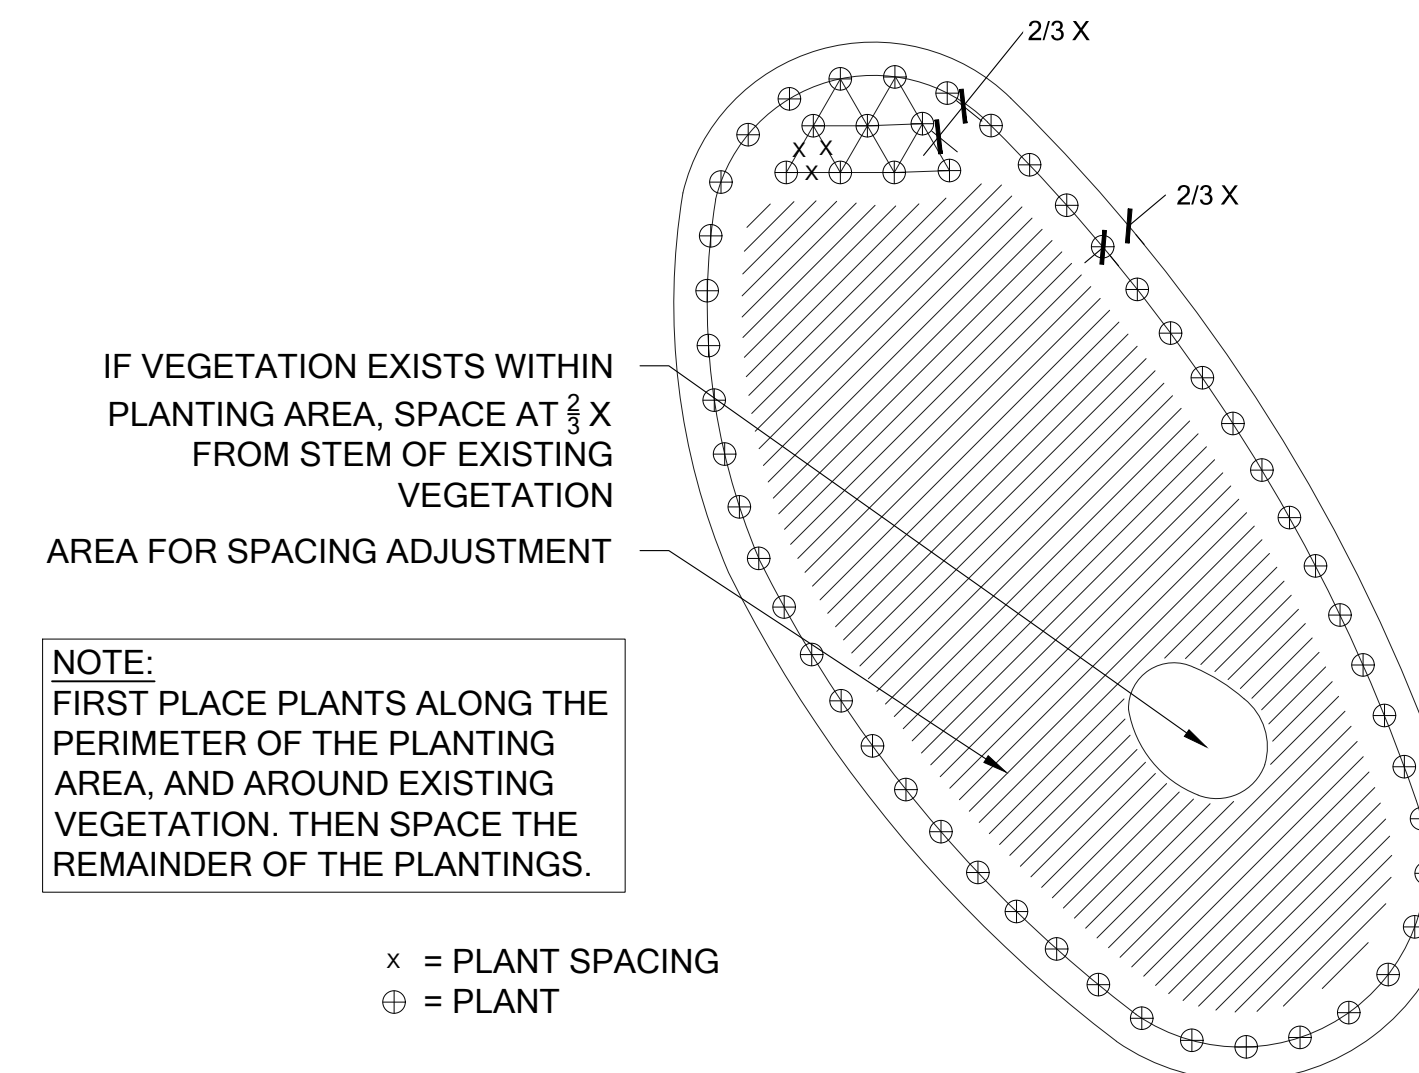 2/3 X
2/3 X
X X
X
IF VEGETATION EXISTS WITHIN
PLANTING AREA, SPACE AT 2/3 X
FROM STEM OF EXISTING
VEGETATION
AREA FOR SPACING ADJUSTMENT
NOTE:
FIRST PLACE PLANTS ALONG THE
PERIMETER OF THE PLANTING
AREA, AND AROUND EXISTING
VEGETATION. THEN SPACE THE
REMAINDER OF THE PLANTINGS.
X = PLANT SPACING
= PLANT